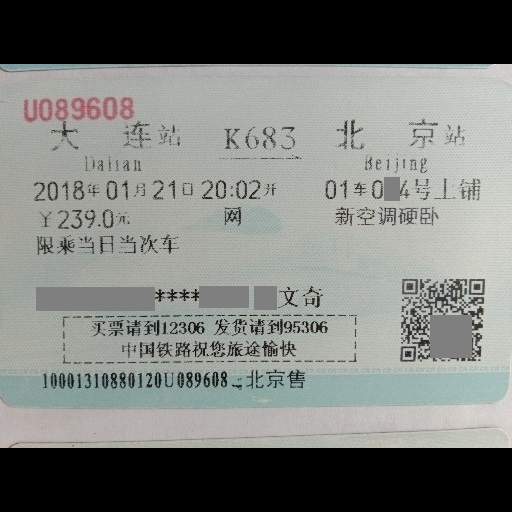 U089608
大连站 K683 北京站
Dalian Beijing
2018年01月21日20:02开 01车0 4号上铺
￥239.0元 网 新空调硬卧
限乘当日当次车
**** 文奇
买票请到12306 发货请到95306
中国铁路祝您旅途愉快
10001310880120U089608 北京售